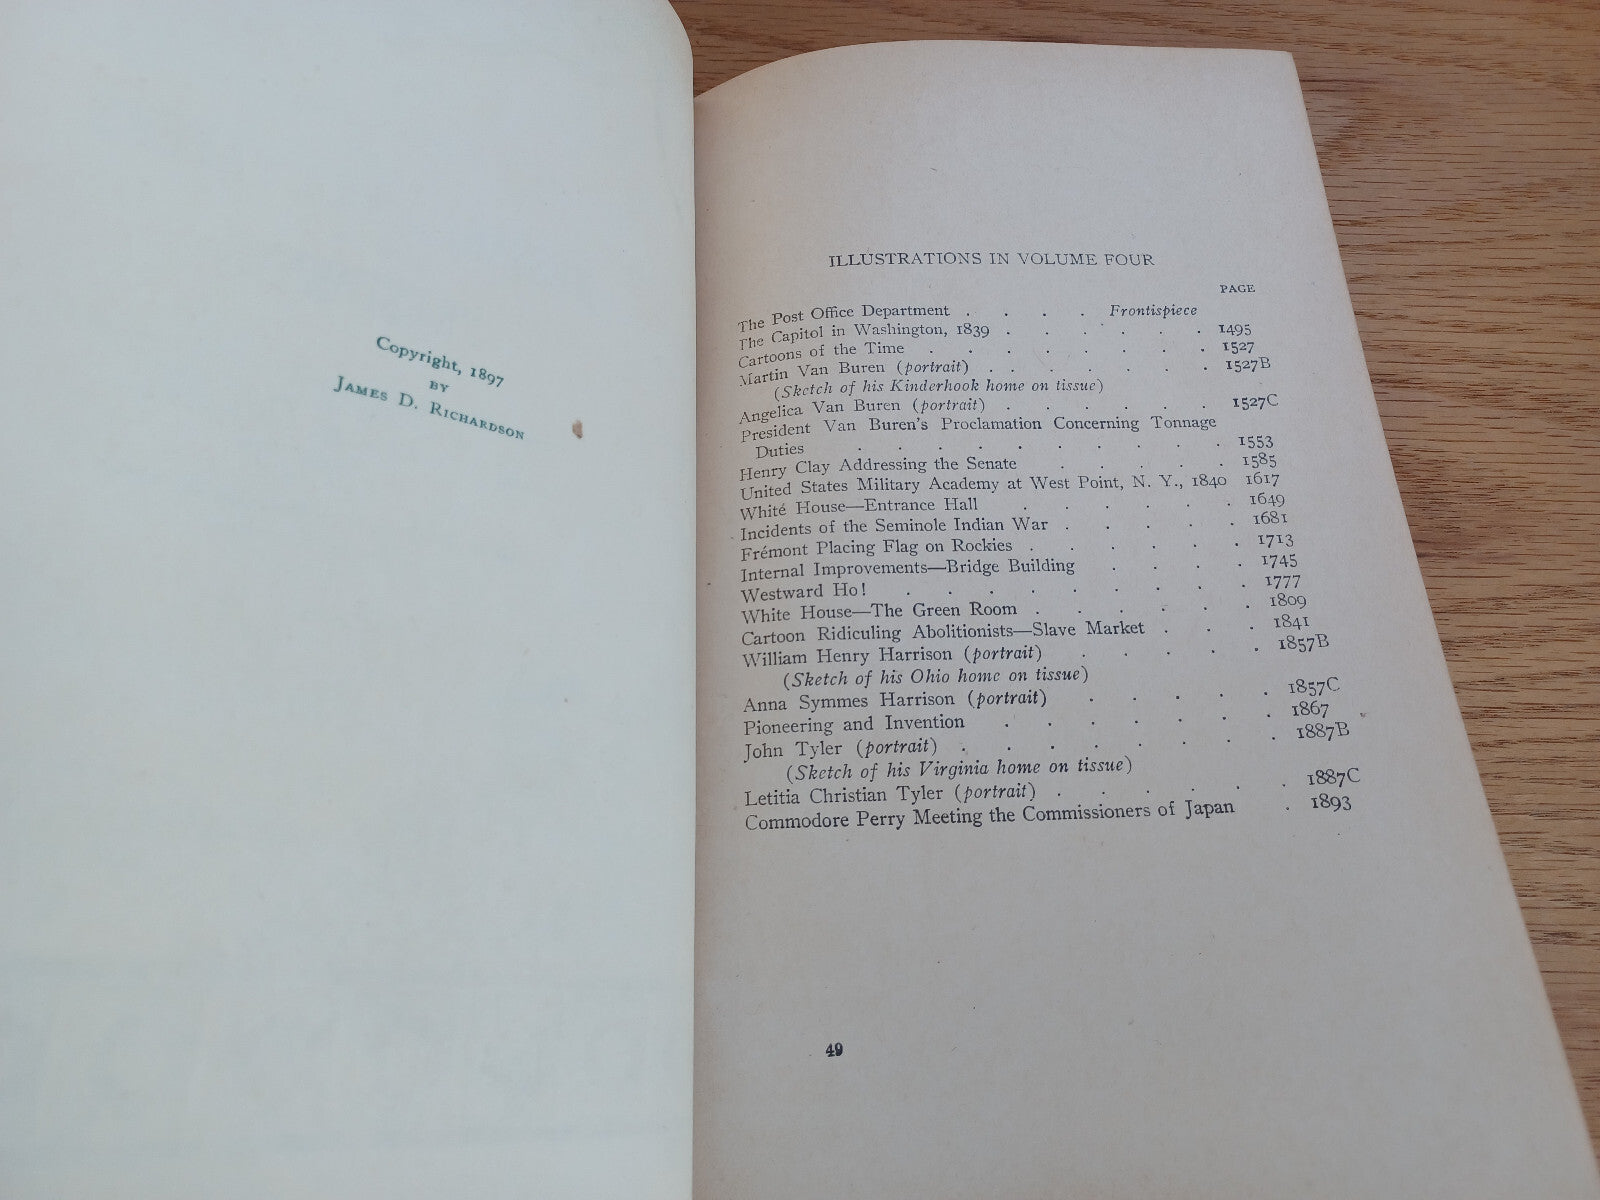 Copyright, 1897
BY
JAMES D. RICHARDSON
ILLUSTRATIONS IN VOLUME FOUR
PAGE
The Post Office Department . . . . Frontispiece
The Capitol in Washington, 1839 . . . . . . 1495
Cartoons of the Time . . . . . . . . 1527
Martin Van Buren (portrait) . . . . . . . 1527B
(Sketch of his Kinderhook home on tissue)
Angelica Van Buren (portrait) . . . . . . 1527C
President Van Buren's Proclamation Concerning Tonnage
Duties . . . . . . . . . . 1553
Henry Clay Addressing the Senate . . . . . 1585
United States Military Academy at West Point, N. Y., 1840 1617
White House—Entrance Hall . . . . . . 1649
Incidents of the Seminole Indian War . . . . . 1681
Frémont Placing Flag on Rockies . . . . . . 1713
Internal Improvements—Bridge Building . . . . 1745
Westward Ho! . . . . . . . . . 1777
White House—The Green Room . . . . . . 1809
Cartoon Ridiculing Abolitionists—Slave Market . . . 1841
William Henry Harrison (portrait) . . . . . 1857B
(Sketch of his Ohio home on tissue)
Anna Symmes Harrison (portrait) . . . . . 1857C
Pioneering and Invention . . . . . . . 1867
John Tyler (portrait) . . . . . . . . 1887B
(Sketch of his Virginia home on tissue)
Letitia Christian Tyler (portrait) . . . . . . 1887C
Commodore Perry Meeting the Commissioners of Japan . 1893
49